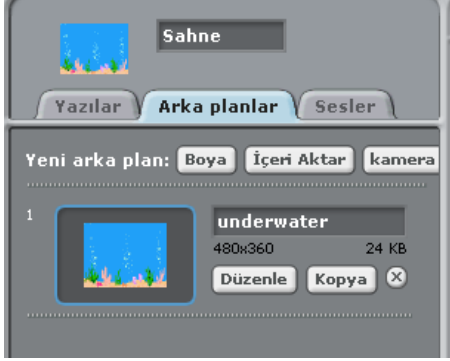 Sahne
Yazılar Arka planlar Sesler
Yeni arka plan: Boya İçeri Aktar kamera
1
underwater
480x360 24 KB
Düzenle Kopya